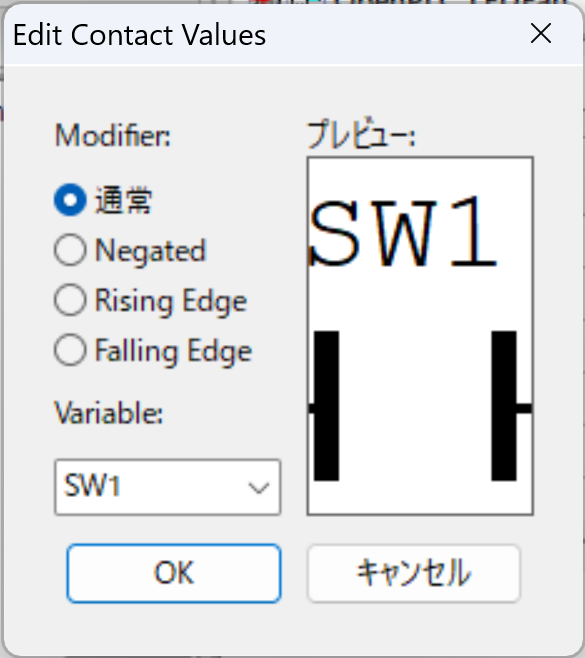 Edit Contact Values
Modifier:
通常
Negated
Rising Edge
Falling Edge
Variable:
SW1
プレビュー:
SW1
OK
キャンセル